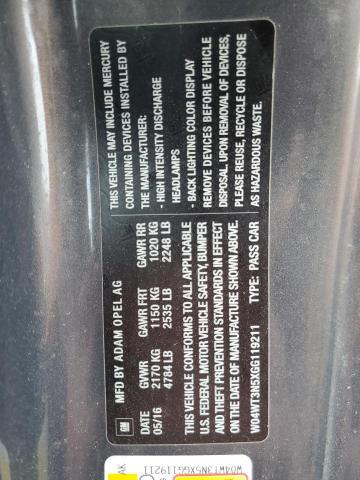 THIS VEHICLE MAY INCLUDE MERCURY
CONTAINING DEVICES INSTALLED BY
THE MANUFACTURER:
- HIGH INTENSITY DISCHARGE
HEADLAMPS
- BACK LIGHTING COLOR DISPLAY
REMOVE DEVICES BEFORE VEHICLE
DISPOSAL. UPON REMOVAL OF DEVICES,
PLEASE REUSE, RECYCLE OR DISPOSE
AS HAZARDOUS WASTE.
GM
MFD BY ADAM OPEL AG
DATE GVWR GAWR FRT GAWR RR
05/16 2170 KG 1150 KG 1020 KG
4784 LB 2535 LB 2248 LB
THIS VEHICLE CONFORMS TO ALL APPLICABLE
U.S. FEDERAL MOTOR VEHICLE SAFETY, BUMPER
AND THEFT PREVENTION STANDARDS IN EFFECT
ON THE DATE OF MANUFACTURE SHOWN ABOVE.
W04WT3N5XGG119211 TYPE: PASS CAR
AK
W04WT3N5XGG119211